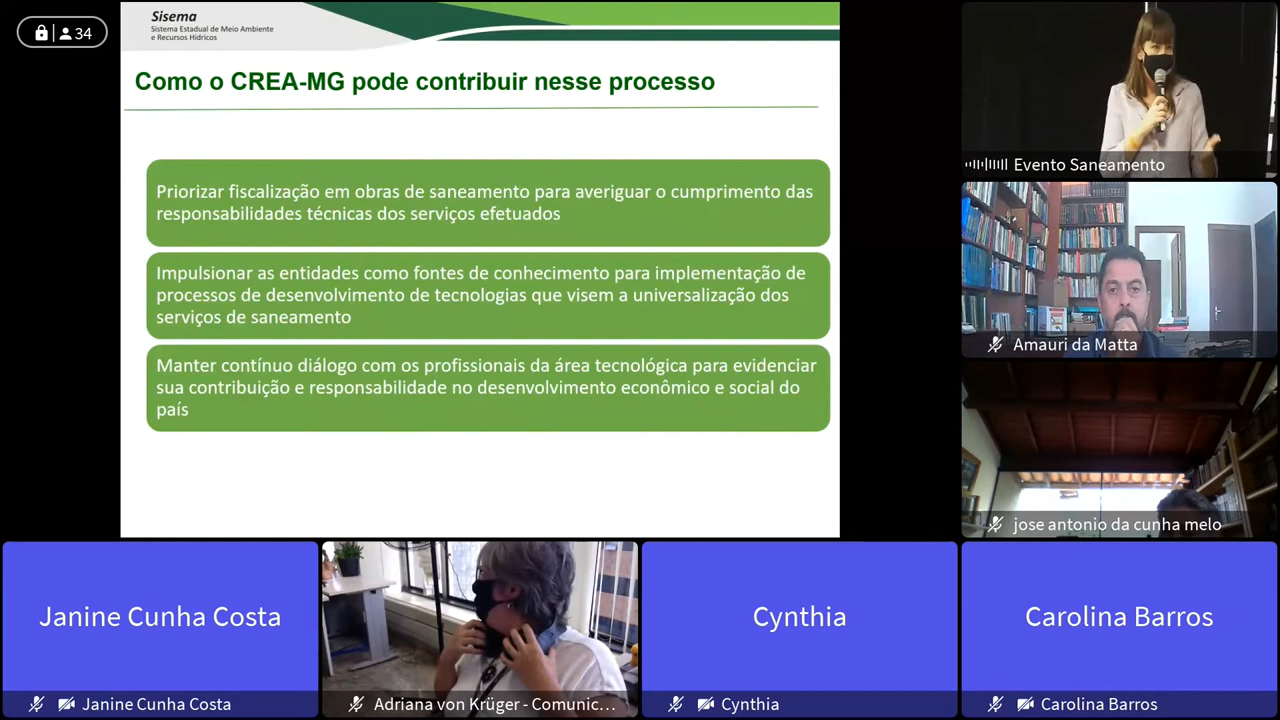 34
Sisema
Sistema Estadual de Meio Ambiente
e Recursos Hídricos
Como o CREA-MG pode contribuir nesse processo
Priorizar fiscalização em obras de saneamento para averiguar o cumprimento das
responsabilidades técnicas dos serviços efetuados
Impulsionar as entidades como fontes de conhecimento para implementação de
processos de desenvolvimento de tecnologias que visem a universalização dos
serviços de saneamento
Manter contínuo diálogo com os profissionais da área tecnológica para evidenciar
sua contribuição e responsabilidade no desenvolvimento econômico e social do
país
Evento Saneamento
Amauri da Matta
jose antonio da cunha melo
Janine Cunha Costa
Janine Cunha Costa
Adriana von Krüger - Comunic...
Cynthia
Cynthia
Carolina Barros
Carolina Barros